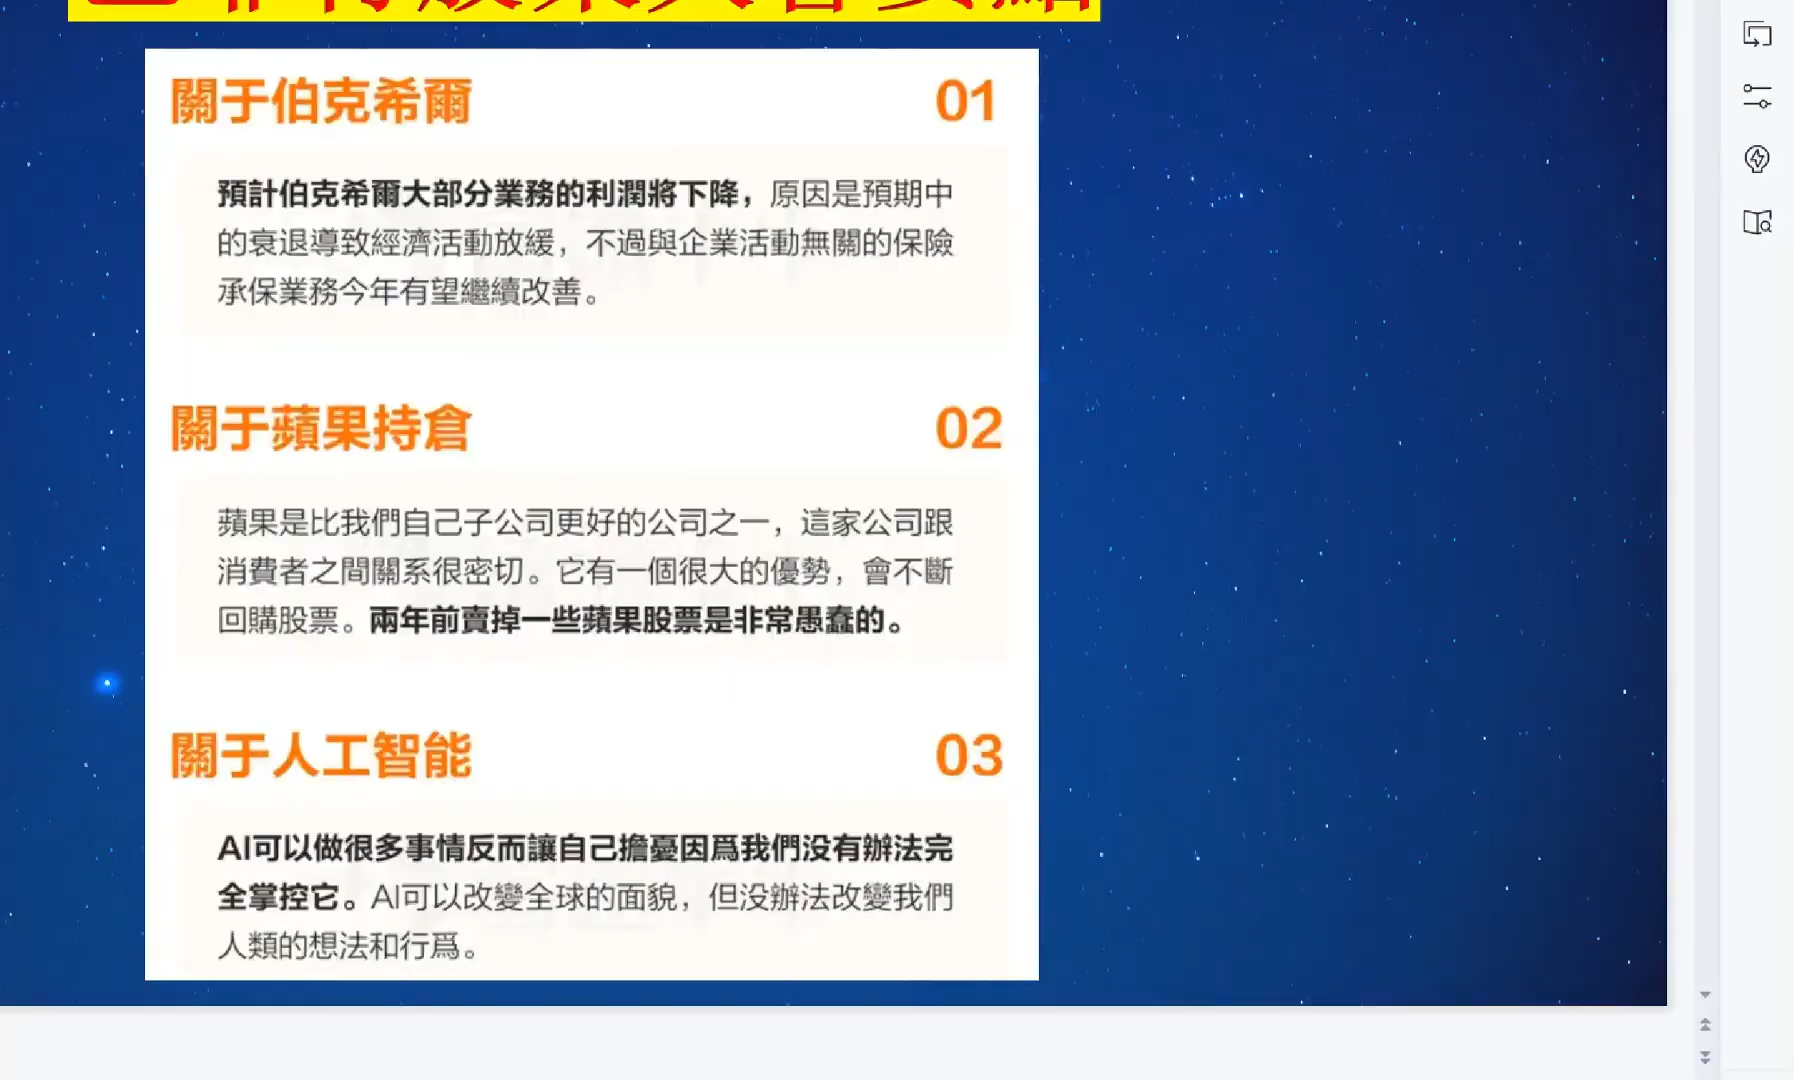 關于伯克希爾 01
預計伯克希爾大部分業務的利潤將下降，原因是預期中
的衰退導致經濟活動放緩，不過與企業活動無關的保險
承保業務今年有望繼續改善。
關于蘋果持倉 02
蘋果是比我們自己子公司更好的公司之一，這家公司跟
消費者之間關系很密切。它有一個很大的優勢，會不斷
回購股票。兩年前賣掉一些蘋果股票是非常愚蠢的。
關于人工智能 03
AI可以做很多事情反而讓自己擔憂因爲我們没有辦法完
全掌控它。AI可以改變全球的面貌，但没辦法改變我們
人類的想法和行爲。